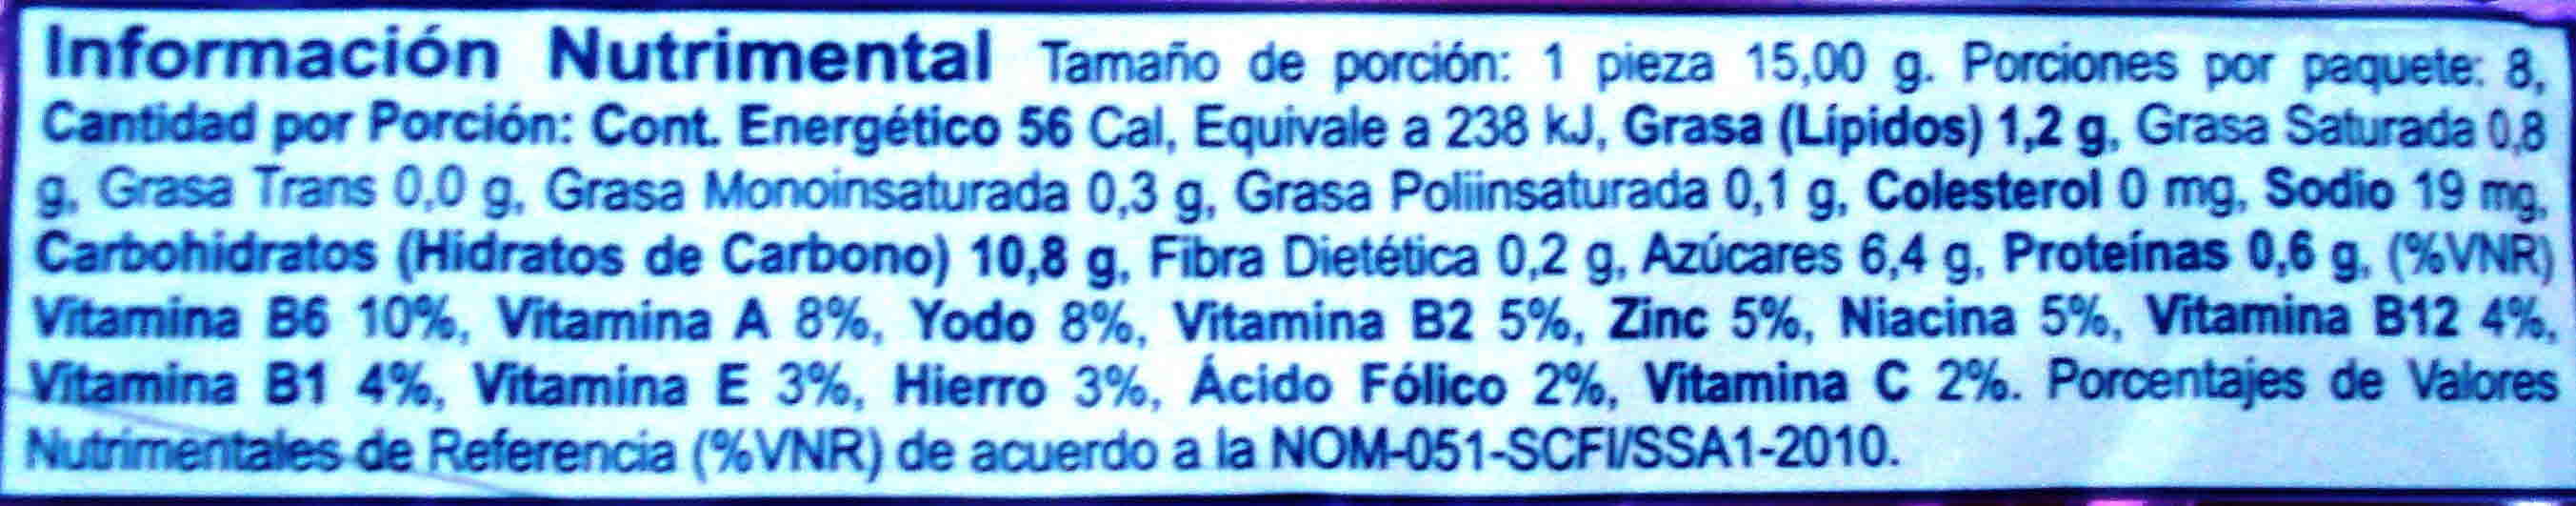 Información Nutrimental Tamaño de porción: 1 pieza 15,00 g. Porciones por paquete: 8,
Cantidad por Porción: Cont. Energético 56 Cal, Equivale a 238 kJ, Grasa (Lípidos) 1,2 g, Grasa Saturada 0,8
g, Grasa Trans 0,0 g, Grasa Monoinsaturada 0,3 g, Grasa Poliinsaturada 0,1 g, Colesterol 0 mg, Sodio 19 mg,
Carbohidratos (Hidratos de Carbono) 10,8 g, Fibra Dietética 0,2 g, Azúcares 6,4 g, Proteínas 0,6 g, (%VNR)
Vitamina B6 10%, Vitamina A 8%, Yodo 8%, Vitamina B2 5%, Zinc 5%, Niacina 5%, Vitamina B12 4%,
Vitamina B1 4%, Vitamina E 3%, Hierro 3%, Ácido Fólico 2%, Vitamina C 2%. Porcentajes de Valores
Nutrimentales de Referencia (%VNR) de acuerdo a la NOM-051-SCFI/SSA1-2010.